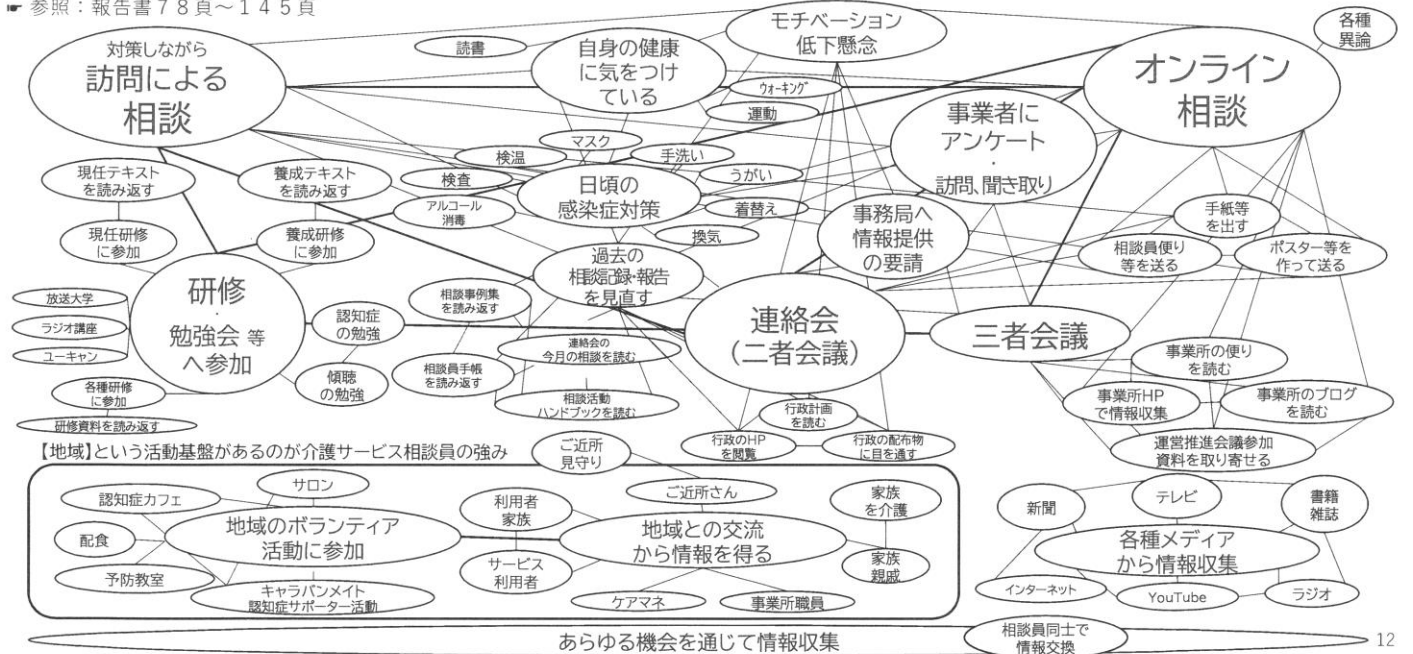 ☛ 参照：報告書７８頁～１４５頁
対策しながら
訪問による
相談
読書
自身の健康
に気をつけ
ている
モチベーション
低下懸念
各種
異論
オンライン
相談
ウォーキング
運動
事業者に
アンケート
・
訪問、聞き取り
マスク
検温
手洗い
検査
うがい
日頃の
感染症対策
アルコール
消毒
着替え
換気
現任テキスト
を読み返す
養成テキスト
を読み返す
現任研修
に参加
養成研修
に参加
事務局へ
情報提供
の要請
手紙等
を出す
相談員便り
等を送る
ポスター等を
作って送る
過去の
相談記録・報告
を見直す
研修
・
勉強会 等
へ参加
放送大学
ラジオ講座
ユーキャン
各種研修
に参加
研修資料を読み返す
認知症
の勉強
傾聴
の勉強
相談事例集
を読み返す
連絡会の
今月の相談を読む
相談員手帳
を読み返す
相談活動
ハンドブックを読む
連絡会
（二者会議）
三者会議
行政計画
を読む
行政のHP
を閲覧
行政の配布物
に目を通す
事業所の便り
を読む
事業所HP
で情報収集
事業所のブログ
を読む
運営推進会議参加
資料を取り寄せる
【地域】という活動基盤があるのが介護サービス相談員の強み
ご近所
見守り
サロン
認知症カフェ
配食
予防教室
地域のボランティア
活動に参加
キャラバンメイト
認知症サポーター活動
利用者
家族
サービス
利用者
ご近所さん
地域との交流
から情報を得る
家族
を介護
家族
親戚
ケアマネ
事業所職員
新聞
テレビ
書籍
雑誌
各種メディア
から情報収集
インターネット
YouTube
ラジオ
あらゆる機会を通じて情報収集
相談員同士で
情報交換
12